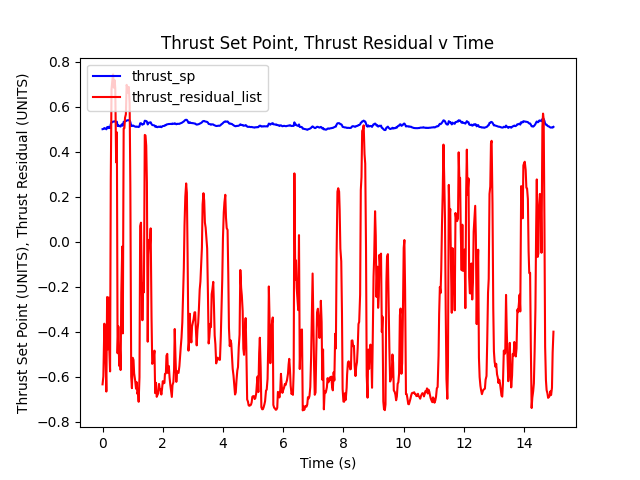 Thrust Set Point, Thrust Residual v Time
thrust_sp
thrust_residual_list
Thrust Set Point (UNITS), Thrust Residual (UNITS)
0.8
0.6
0.4
0.2
0.0
−0.2
−0.4
−0.6
−0.8
0 2 4 6 8 10 12 14
Time (s)